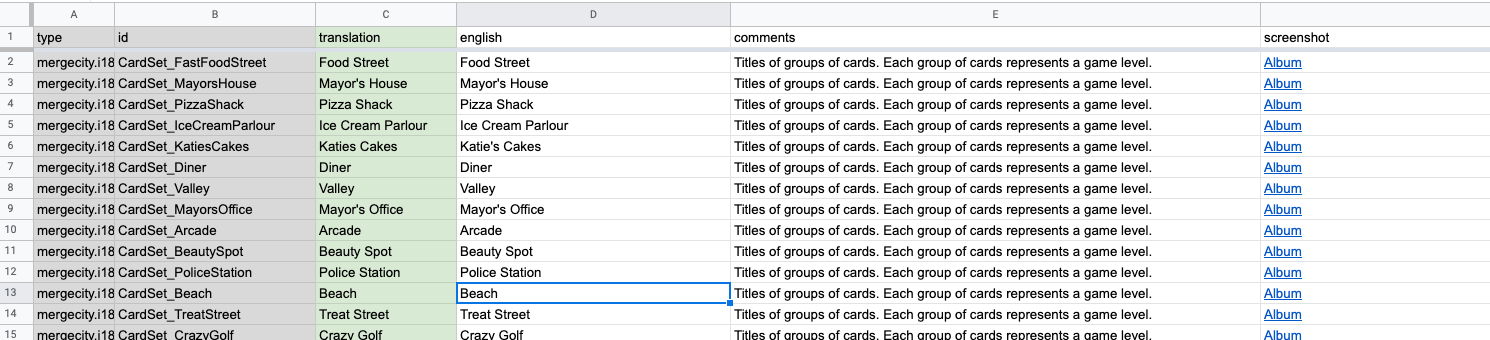 A B C D E
1 type id translation english comments screenshot
2 mergecity.i18 CardSet_FastFoodStreet Food Street Food Street Titles of groups of cards. Each group of cards represents a game level. Album
3 mergecity.i18 CardSet_MayorsHouse Mayor's House Mayor's House Titles of groups of cards. Each group of cards represents a game level. Album
4 mergecity.i18 CardSet_PizzaShack Pizza Shack Pizza Shack Titles of groups of cards. Each group of cards represents a game level. Album
5 mergecity.i18 CardSet_IceCreamParlour Ice Cream Parlour Ice Cream Parlour Titles of groups of cards. Each group of cards represents a game level. Album
6 mergecity.i18 CardSet_KatiesCakes Katies Cakes Katie's Cakes Titles of groups of cards. Each group of cards represents a game level. Album
7 mergecity.i18 CardSet_Diner Diner Diner Titles of groups of cards. Each group of cards represents a game level. Album
8 mergecity.i18 CardSet_Valley Valley Valley Titles of groups of cards. Each group of cards represents a game level. Album
9 mergecity.i18 CardSet_MayorsOffice Mayor's Office Mayor's Office Titles of groups of cards. Each group of cards represents a game level. Album
10 mergecity.i18 CardSet_Arcade Arcade Arcade Titles of groups of cards. Each group of cards represents a game level. Album
11 mergecity.i18 CardSet_BeautySpot Beauty Spot Beauty Spot Titles of groups of cards. Each group of cards represents a game level. Album
12 mergecity.i18 CardSet_PoliceStation Police Station Police Station Titles of groups of cards. Each group of cards represents a game level. Album
13 mergecity.i18 CardSet_Beach Beach Beach Titles of groups of cards. Each group of cards represents a game level. Album
14 mergecity.i18 CardSet_TreatStreet Treat Street Treat Street Titles of groups of cards. Each group of cards represents a game level. Album
15 mergecity.i18 CardSet_CrazyGolf Crazy Golf Crazy Golf Titles of groups of cards. Each group of cards represents a game level. Album